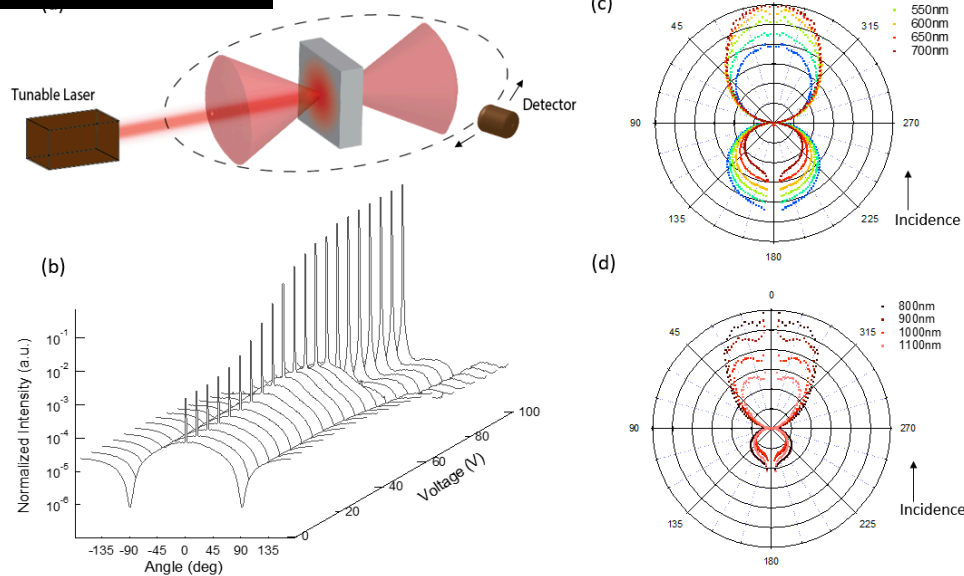 (c)
550nm
600nm
650nm
700nm
45
315
90
270
135
225
180
Incidence
Tunable Laser
Detector
(b)
Normalized Intensity (a.u.)
10-1
10-2
10-3
10-4
10-5
10-6
-135 -90 -45 0 45 90 135
Angle (deg)
0 20 40 60 80 100
Voltage (V)
(d)
0
800nm
900nm
1000nm
1100nm
45
315
90
270
135
225
180
Incidence